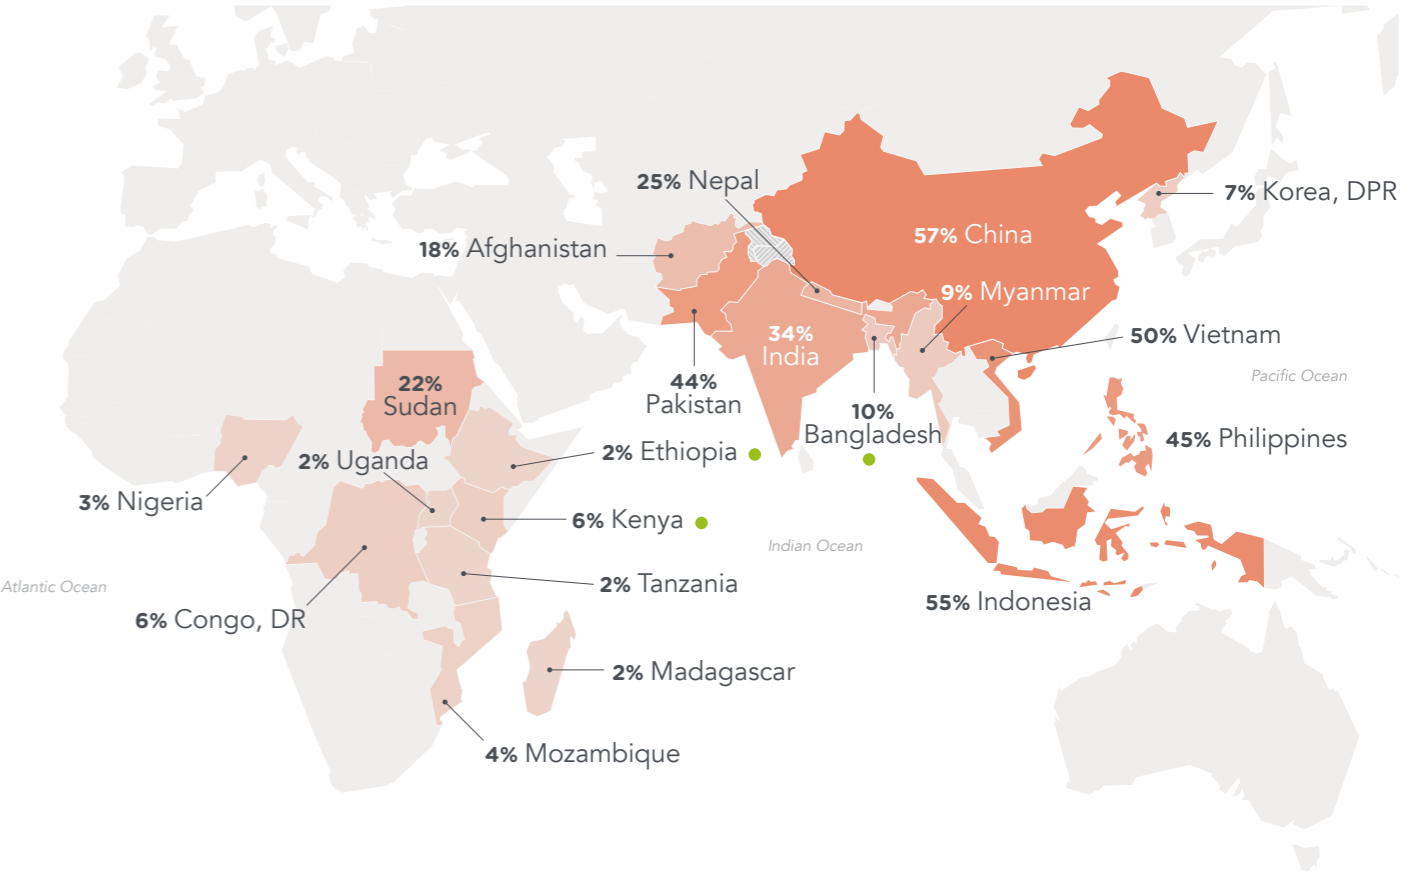 25% Nepal
7% Korea, DPR
57% China
18% Afghanistan
9% Myanmar
34%
India
50% Vietnam
22%
Sudan
44%
Pakistan
Pacific Ocean
10%
Bangladesh
45% Philippines
2% Ethiopia
2% Uganda
3% Nigeria
6% Kenya
Indian Ocean
2% Tanzania
Atlantic Ocean
55% Indonesia
6% Congo, DR
2% Madagascar
4% Mozambique